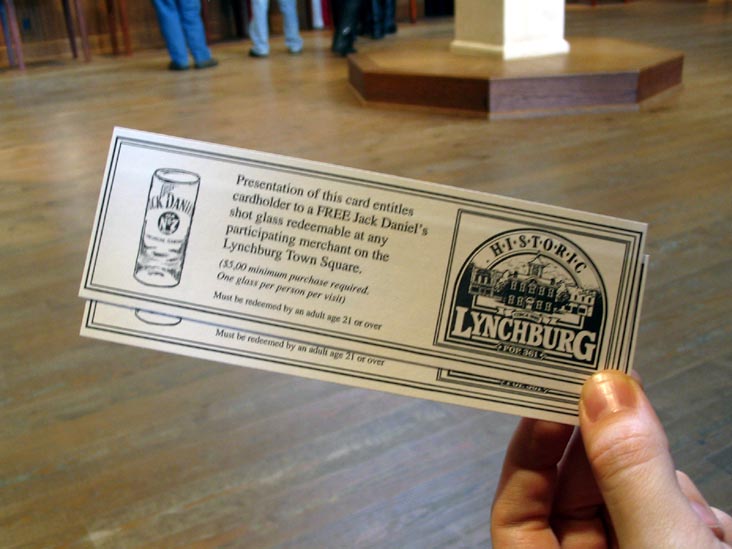 Presentation of this card entitles
cardholder to a FREE Jack Daniel's
shot glass redeemable at any
participating merchant on the
Lynchburg Town Square.
($5.00 minimum purchase required.
One glass per person per visit)
Must be redeemed by an adult age 21 or over
H·I·S·T·O·R·I·C
LYNCHBURG
POP. 361
Must be redeemed by an adult age 21 or over